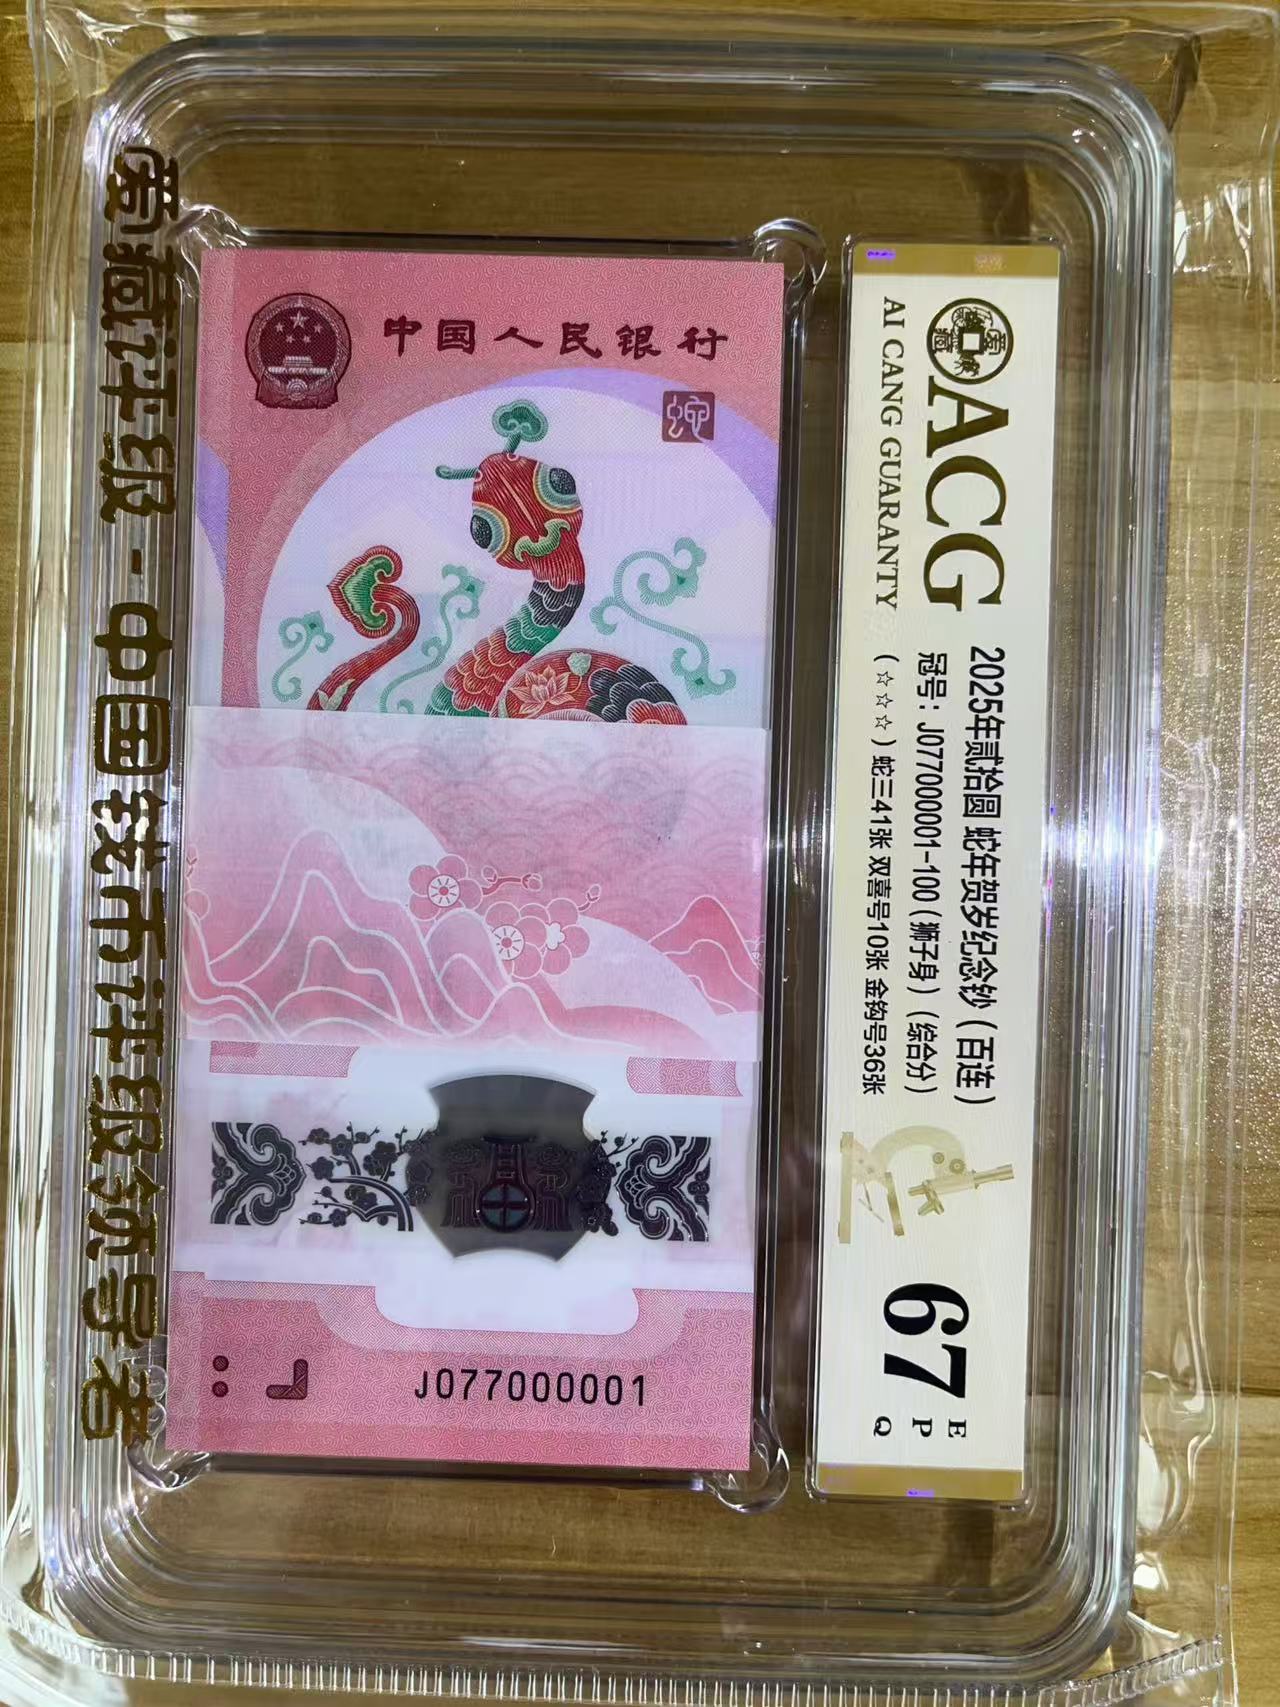 爱藏评级 - 中国钱币评级领导者
中国人民银行
蛇
J077000001
ACG
AI CANG GUARANTY
2025年贰拾圆 蛇年贺岁纪念钞（百连）
冠号：J077000001-100（狮子身）（综合分）
（☆☆☆）蛇三41张 双喜号10张 金钩号36张
67
E
P
Q